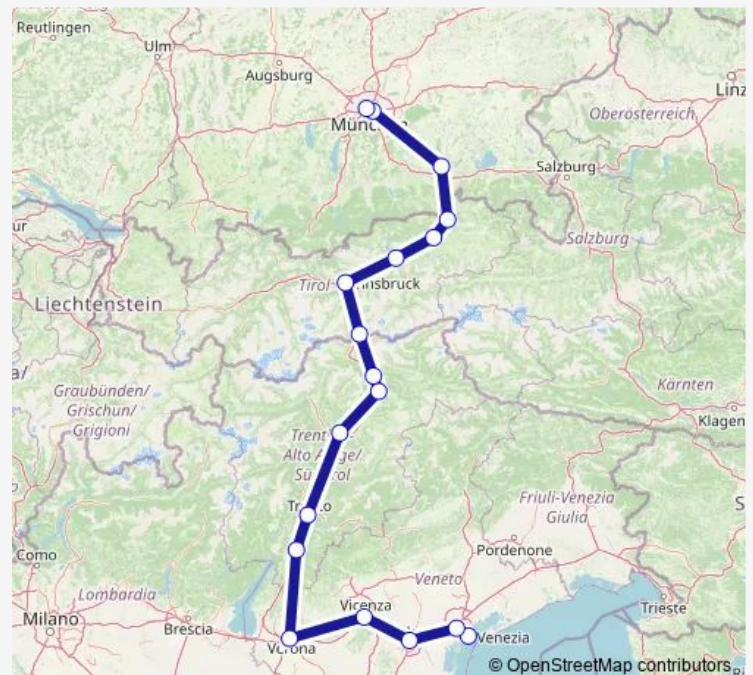 Reutlingen
Ulm
Augsburg
Linz
Oberösterreich
Salzburg
Salzburg
Tirol
Liechtenstein
Kärnten
Graubünden/
Grischun/
Grigioni
Klagen
Friuli-Venezia
Giulia
Como
Pordenone
Lombardia
Veneto
Vicenza
Trieste
Milano
Brescia
Verona
Venezia
© OpenStreetMap contributors